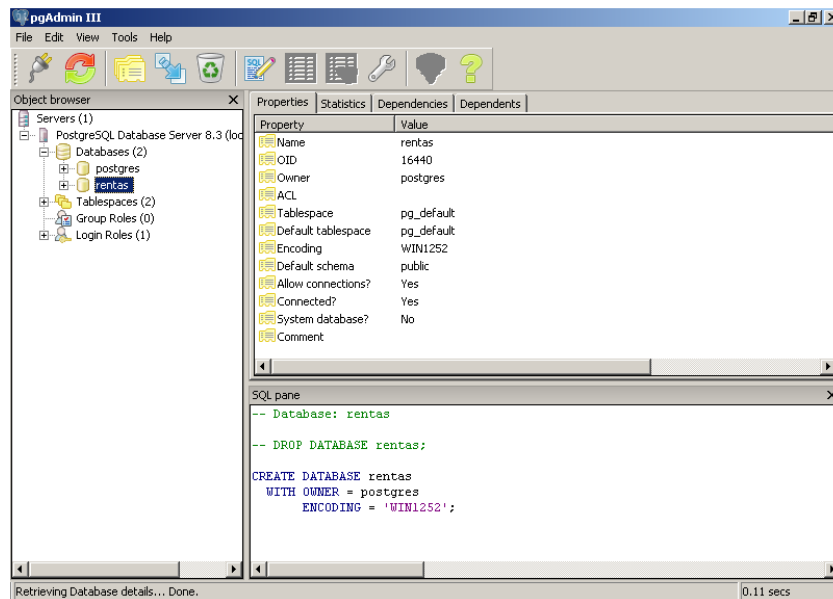 pgAdmin III
File Edit View Tools Help
SQL
Object browser
Servers (1)
PostgreSQL Database Server 8.3 (loc
Databases (2)
postgres
rentas
Tablespaces (2)
Group Roles (0)
Login Roles (1)
Properties Statistics Dependencies Dependents
Property Value
Name rentas
OID 16440
Owner postgres
ACL
Tablespace pg_default
Default tablespace pg_default
Encoding WIN1252
Default schema public
Allow connections? Yes
Connected? Yes
System database? No
Comment
SQL pane
-- Database: rentas
-- DROP DATABASE rentas;
CREATE DATABASE rentas
WITH OWNER = postgres
ENCODING = 'WIN1252';
Retrieving Database details... Done. 0.11 secs